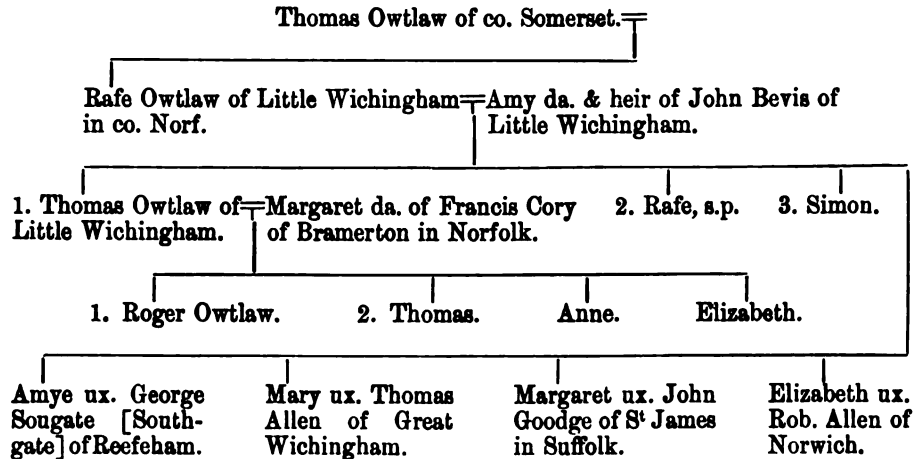 Thomas Owtlaw of co. Somerset.
Rafe Owtlaw of Little Wichingham
in co. Norf.
Amy da. & heir of John Bevis of
Little Wichingham.
1. Thomas Owtlaw of
Little Wichingham.
Margaret da. of Francis Cory
of Bramerton in Norfolk.
2. Rafe, s.p.
3. Simon.
1. Roger Owtlaw.
2. Thomas.
Anne.
Elizabeth.
Amye ux. George
Sougate [South-
gate] of Reefeham.
Mary ux. Thomas
Allen of Great
Wichingham.
Margaret ux. John
Goodge of St James
in Suffolk.
Elizabeth ux.
Rob. Allen of
Norwich.